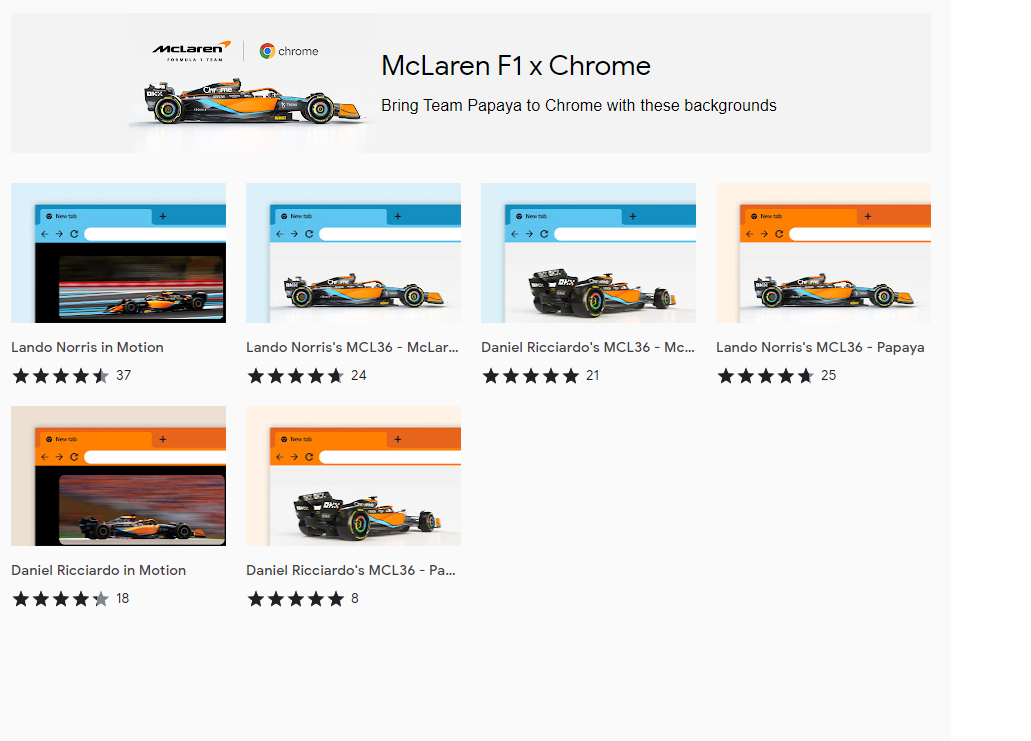 McLaren
FORMULA 1 TEAM
chrome
McLaren F1 x Chrome
Bring Team Papaya to Chrome with these backgrounds
New tab
New tab
New tab
New tab
Lando Norris in Motion
Lando Norris's MCL36 - McLar...
Daniel Ricciardo's MCL36 - Mc...
Lando Norris's MCL36 - Papaya
37
24
21
25
New tab
New tab
Daniel Ricciardo in Motion
Daniel Ricciardo's MCL36 - Pa...
18
8